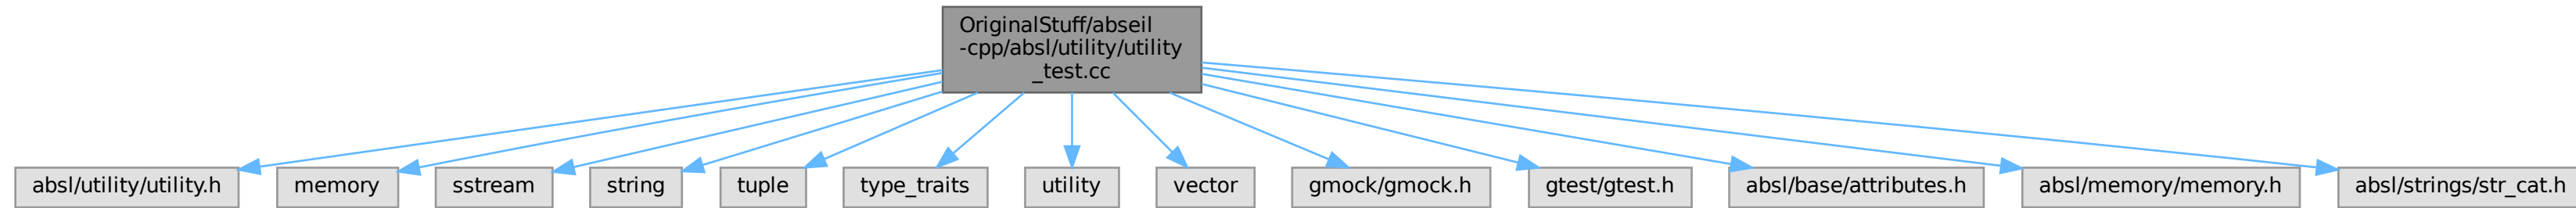 OriginalStuff/abseil
-cpp/absl/utility/utility
_test.cc
absl/utility/utility.h
memory
sstream
string
tuple
type_traits
utility
vector
gmock/gmock.h
gtest/gtest.h
absl/base/attributes.h
absl/memory/memory.h
absl/strings/str_cat.h